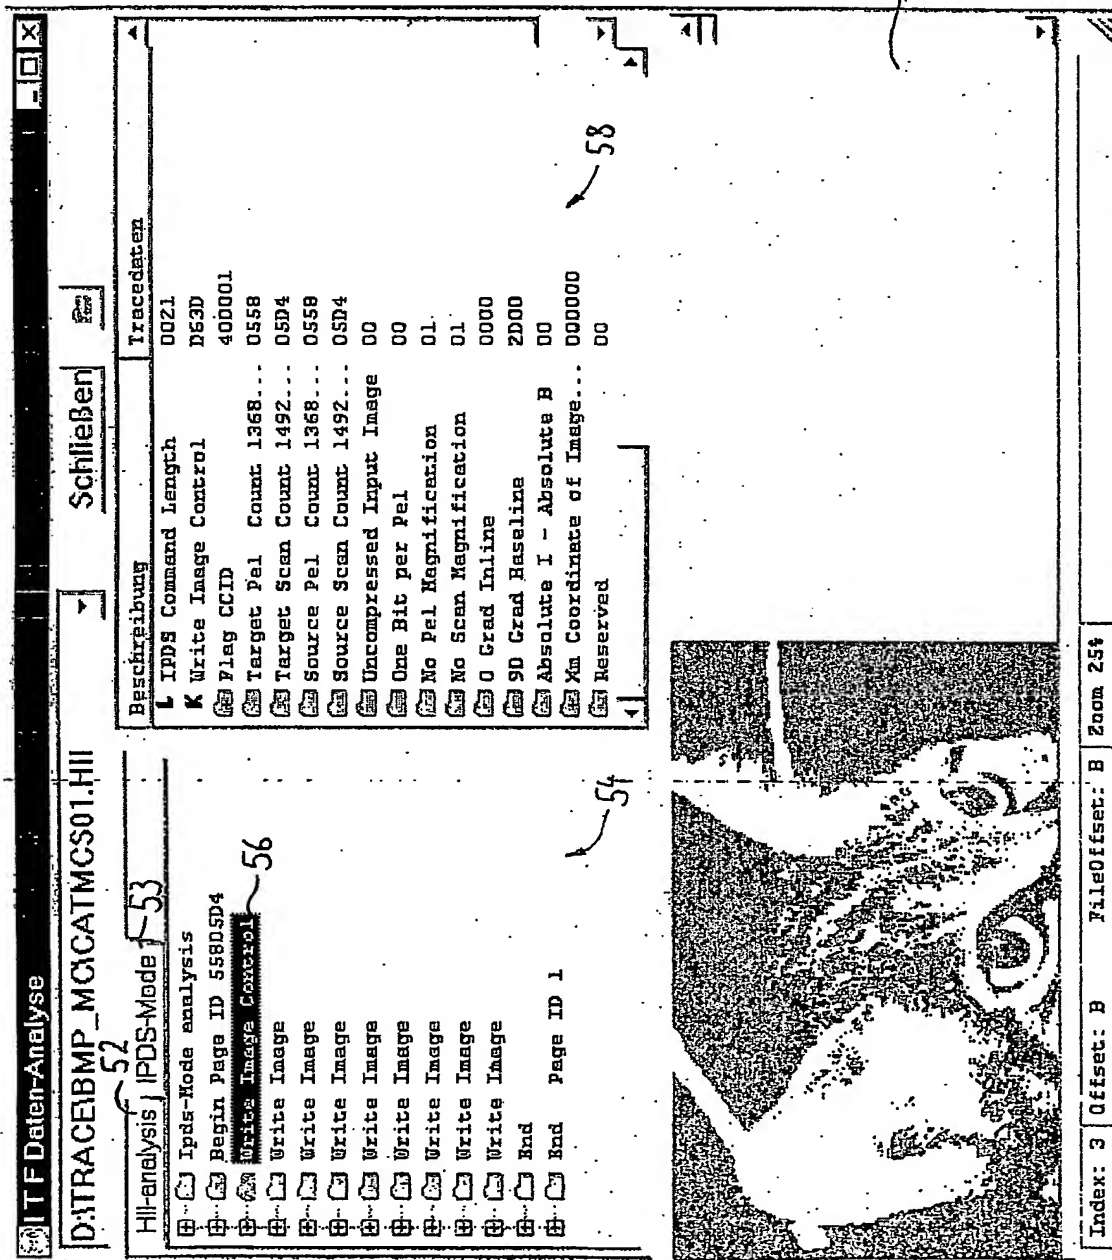 I T F Daten-Analyse
D:\TRACE\BMP_MC\CATMCS01.HII
Schließen
52
53
HII-analysis | IPDS-Mode
Ipds-Mode analysis
Begin Page ID 558D5D4
Write Image Control
56
Write Image
Write Image
Write Image
Write Image
Write Image
Write Image
Write Image
Write Image
End
End Page ID 1
54
Beschreibung Tracedaten
L IPDS Command Length 0021
K Write Image Control D63D
Flag CCID 400001
Target Pel Count 1368... 0558
Target Scan Count 1492... 05D4
Source Pel Count 1368... 0558
Source Scan Count 1492... 05D4
Uncompressed Input Image 00
One Bit per Pel 00
No Pel Magnification 01
No Scan Magnification 01
0 Grad Inline 0000
9D Grad Haseline 2D00
Absolute I - Absolute B 00
Xm Coordinate of Image... 000000
Reserved 00
58
Index: 3 Offset: B FileOffset: B Zoom 25%